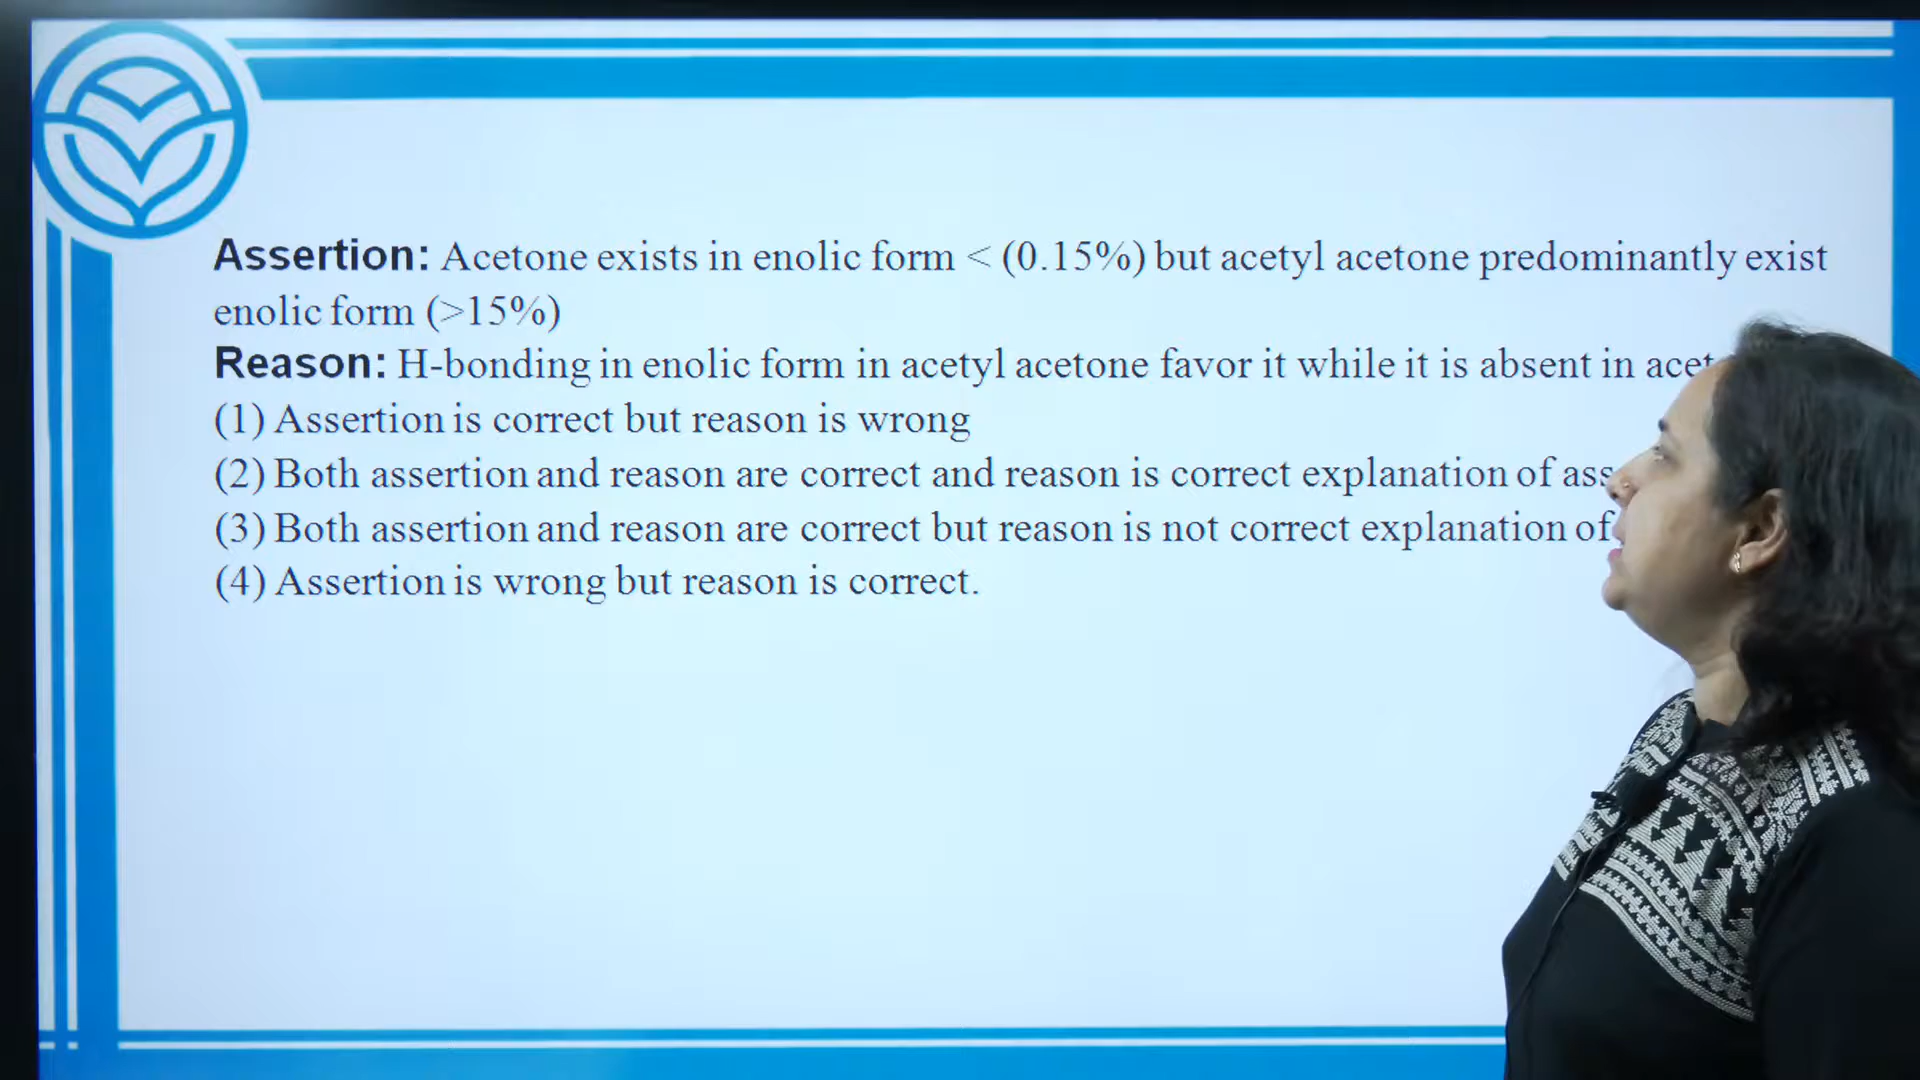 Assertion: Acetone exists in enolic form < (0.15%) but acetyl acetone predominantly exist
enolic form (>15%)
Reason: H-bonding in enolic form in acetyl acetone favor it while it is absent in
(1) Assertion is correct but reason is wrong
(2) Both assertion and reason are correct and reason is correct explanation of
(3) Both assertion and reason are correct but reason is not correct explanation of
(4) Assertion is wrong but reason is correct.